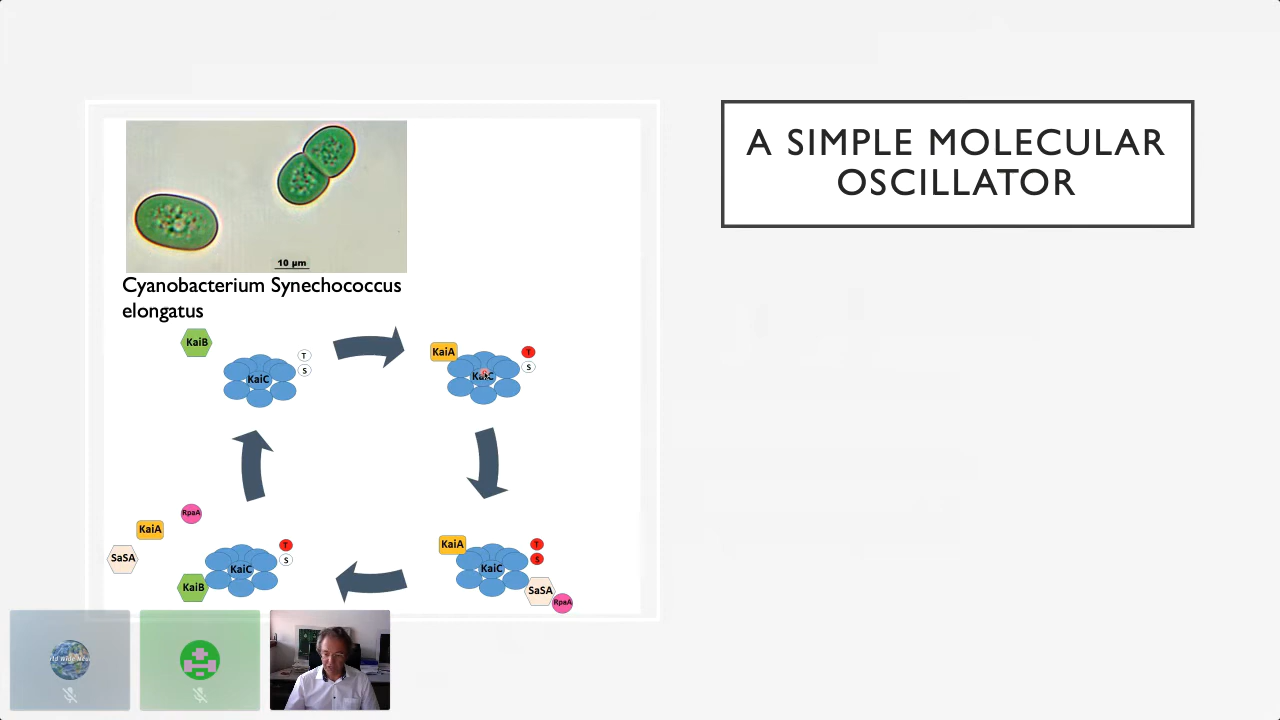 A SIMPLE MOLECULAR
OSCILLATOR
10 µm
Cyanobacterium Synechococcus
elongatus
KaiB
KaiC
T
S
KaiA
KaiC
T
S
RpaA
KaiA
SaSA
KaiC
T
S
KaiB
KaiA
KaiC
T
S
SaSA
RpaA